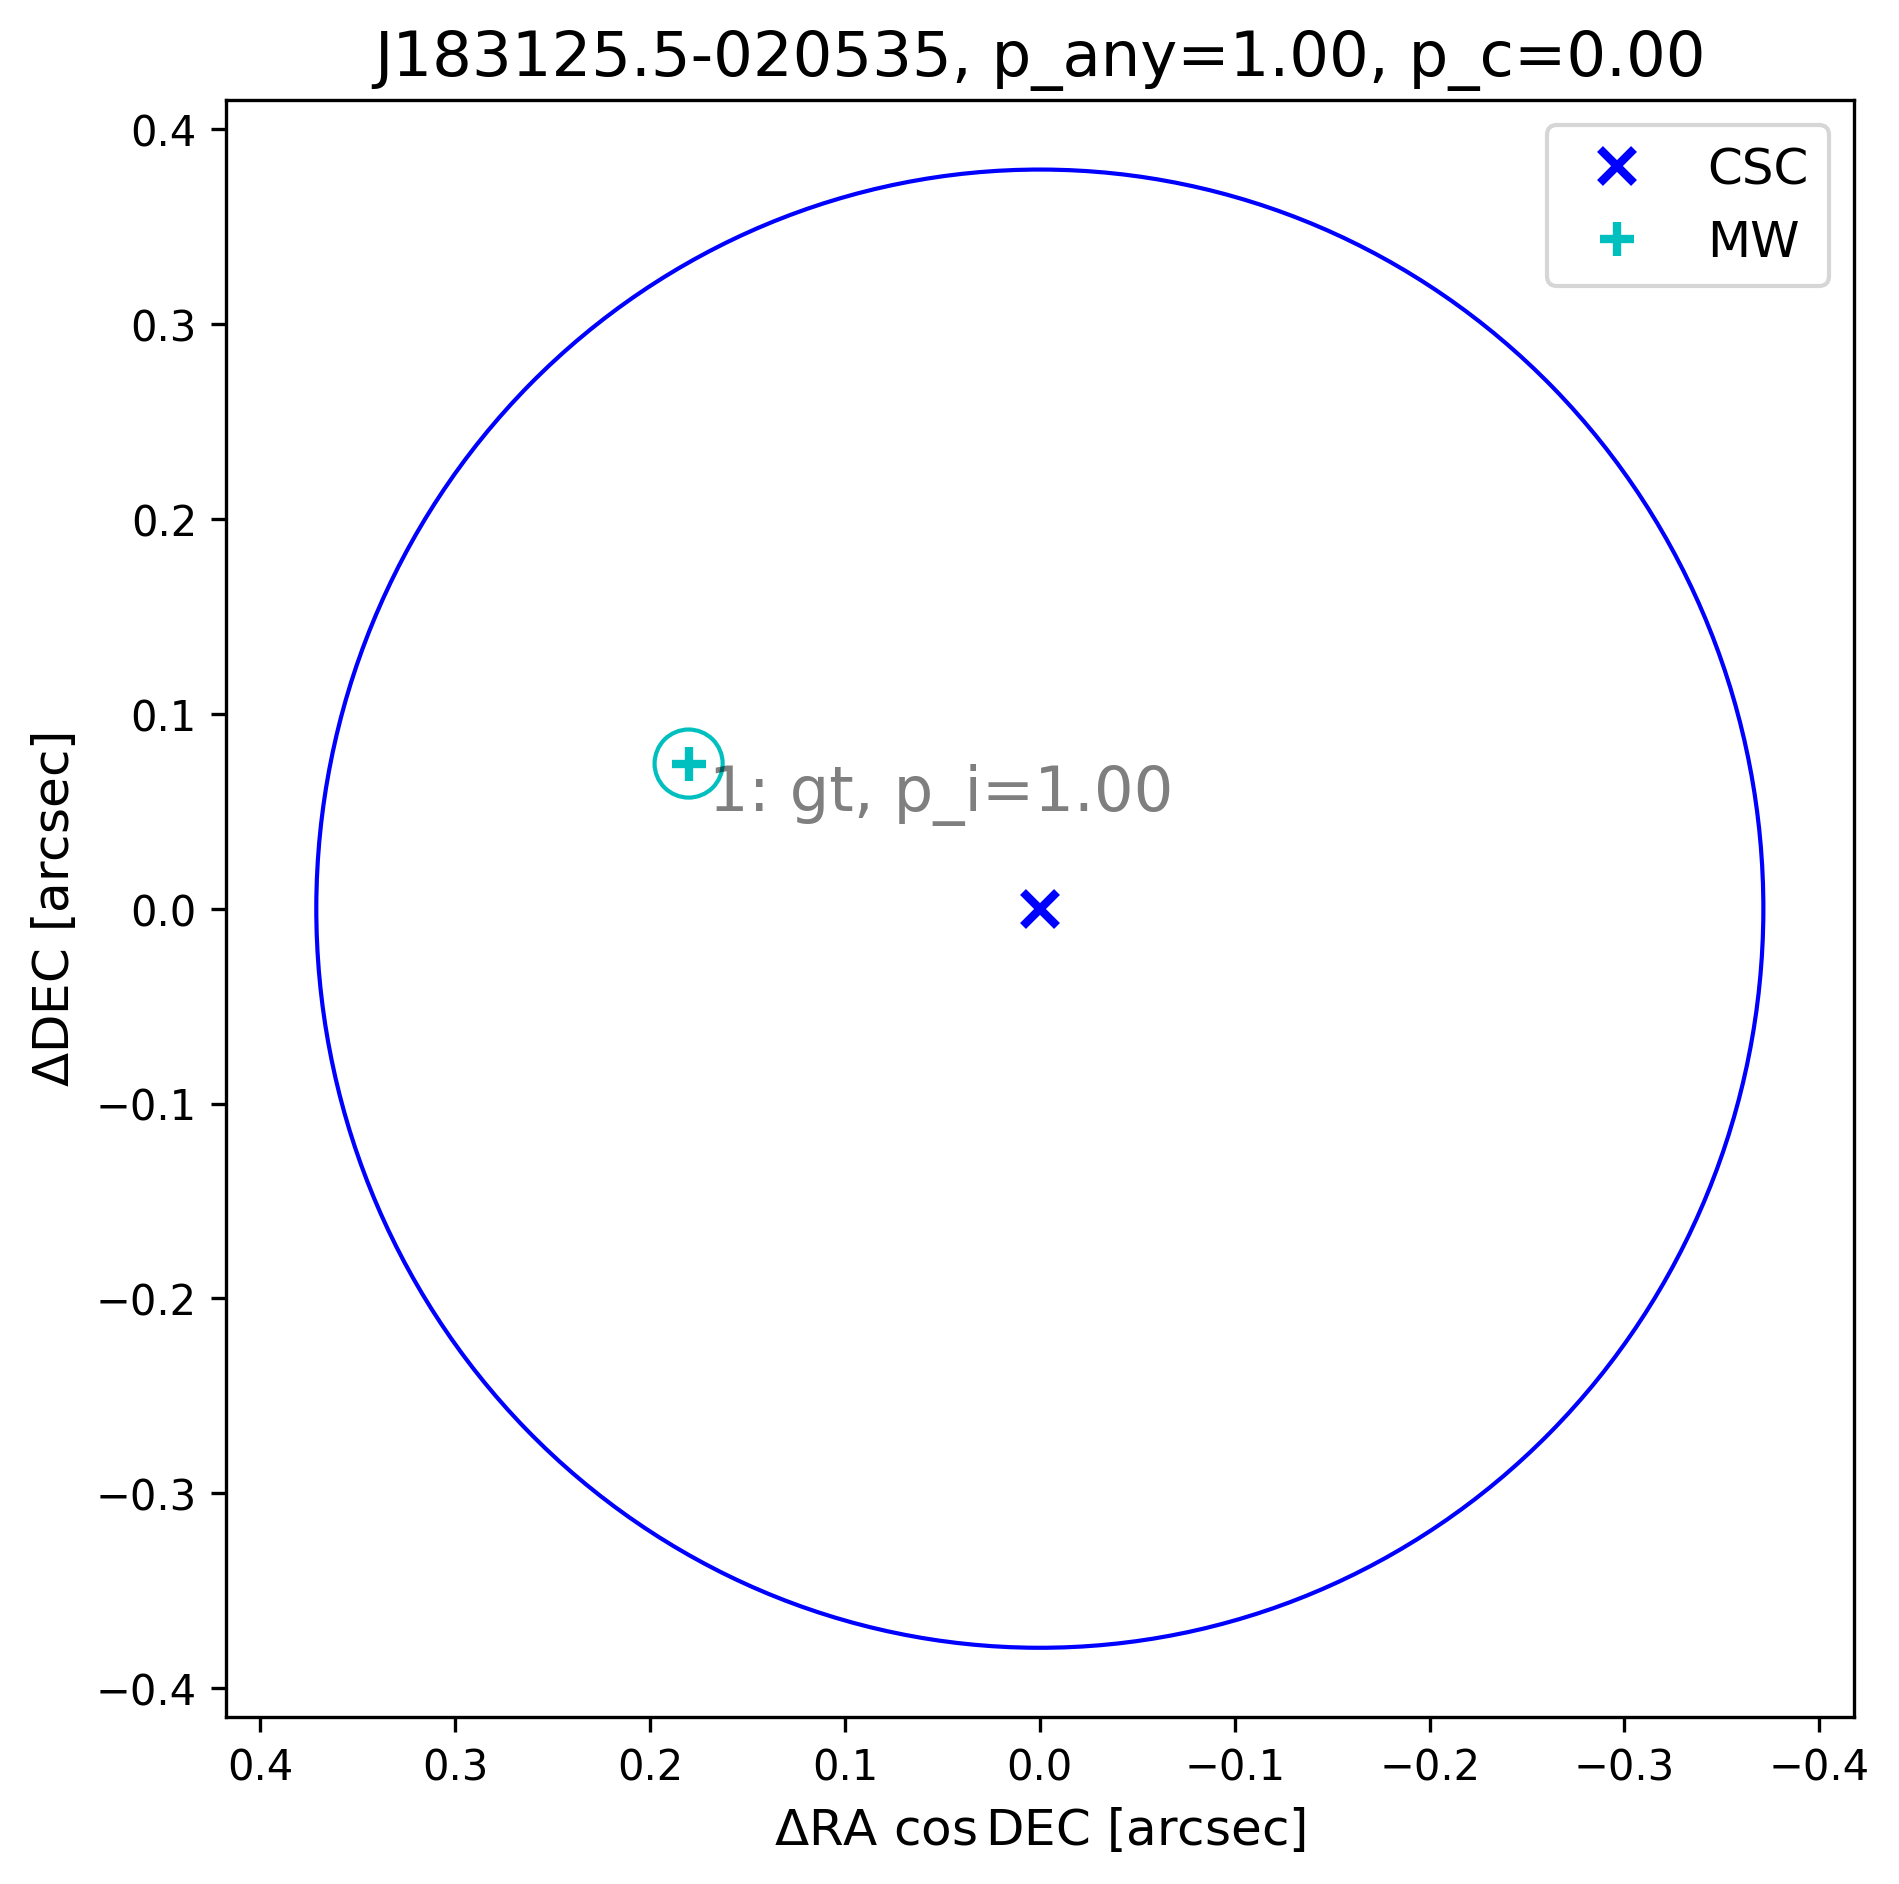 J183125.5-020535, p_any=1.00, p_c=0.00
CSC
MW
0.4
0.3
0.2
0.1
0.0
−0.1
−0.2
−0.3
−0.4
ΔDEC [arcsec]
1: gt, p_i=1.00
0.4 0.3 0.2 0.1 0.0 −0.1 −0.2 −0.3 −0.4
ΔRA cos DEC [arcsec]